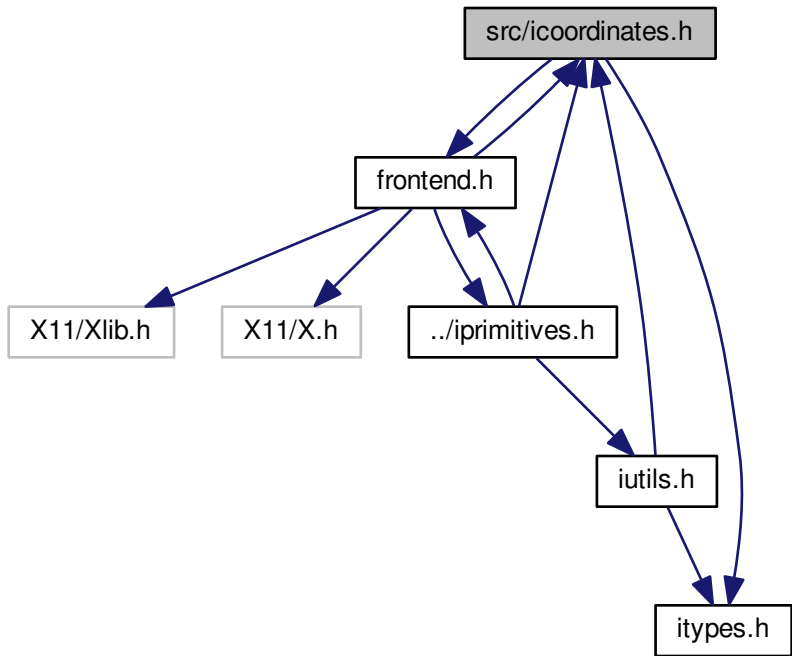 src/icoordinates.h
frontend.h
X11/Xlib.h
X11/X.h
../iprimitives.h
iutils.h
itypes.h